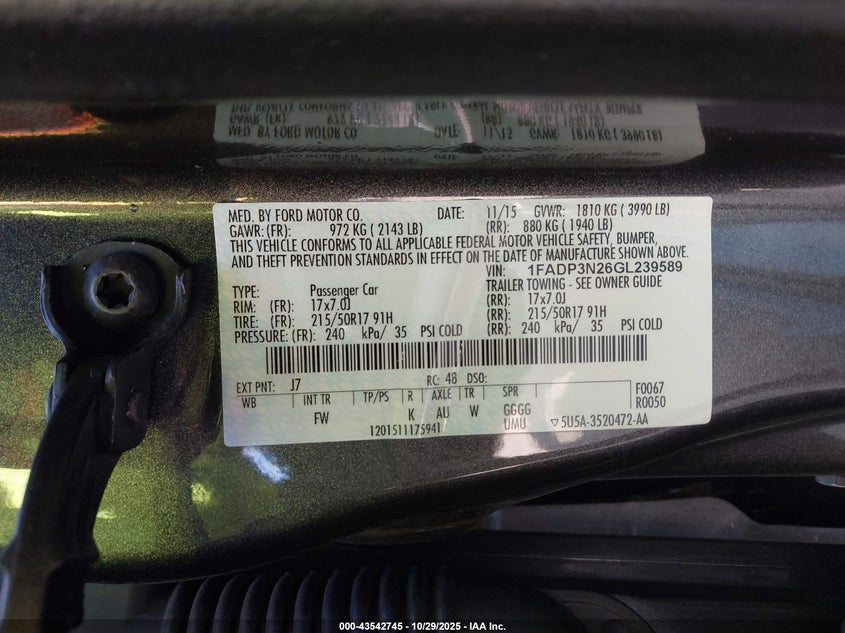 MFD. BY FORD MOTOR CO. DATE: 11/15 GVWR: 1810 KG ( 3990 LB)
GAWR: (FR): 972 KG ( 2143 LB) (RR): 880 KG ( 1940 LB)
THIS VEHICLE CONFORMS TO ALL APPLICABLE FEDERAL MOTOR VEHICLE SAFETY, BUMPER,
AND THEFT PREVENTION STANDARDS IN EFFECT ON THE DATE OF MANUFACTURE SHOWN ABOVE.
VIN: 1FADP3N26GL239589
TYPE: Passenger Car TRAILER TOWING - SEE OWNER GUIDE
RIM: (FR): 17x7.0J (RR): 17x7.0J
TIRE: (FR): 215/50R17 91H (RR): 215/50R17 91H
PRESSURE: (FR): 240 kPa/ 35 PSI COLD (RR): 240 kPa/ 35 PSI COLD
EXT PNT: J7 RC: 48 DSO: F0067
WB INT TR TP/PS R AXLE TR SPR R0050
FW K AU W GGGG
UMU ▽5U5A-3520472-AA
1201511175941
000-43542745 | 10/29/2025 - IAA Inc.